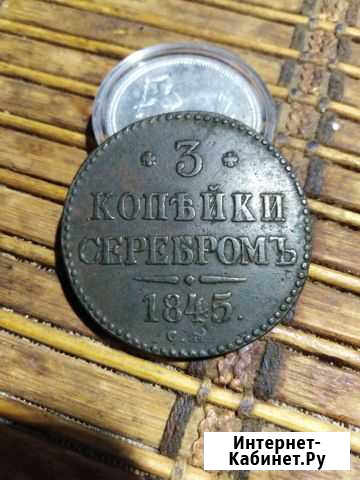 3
КОПѢЙКИ
СЕРЕБРОМЪ
1845.
Интернет-
Кабинет.Ру